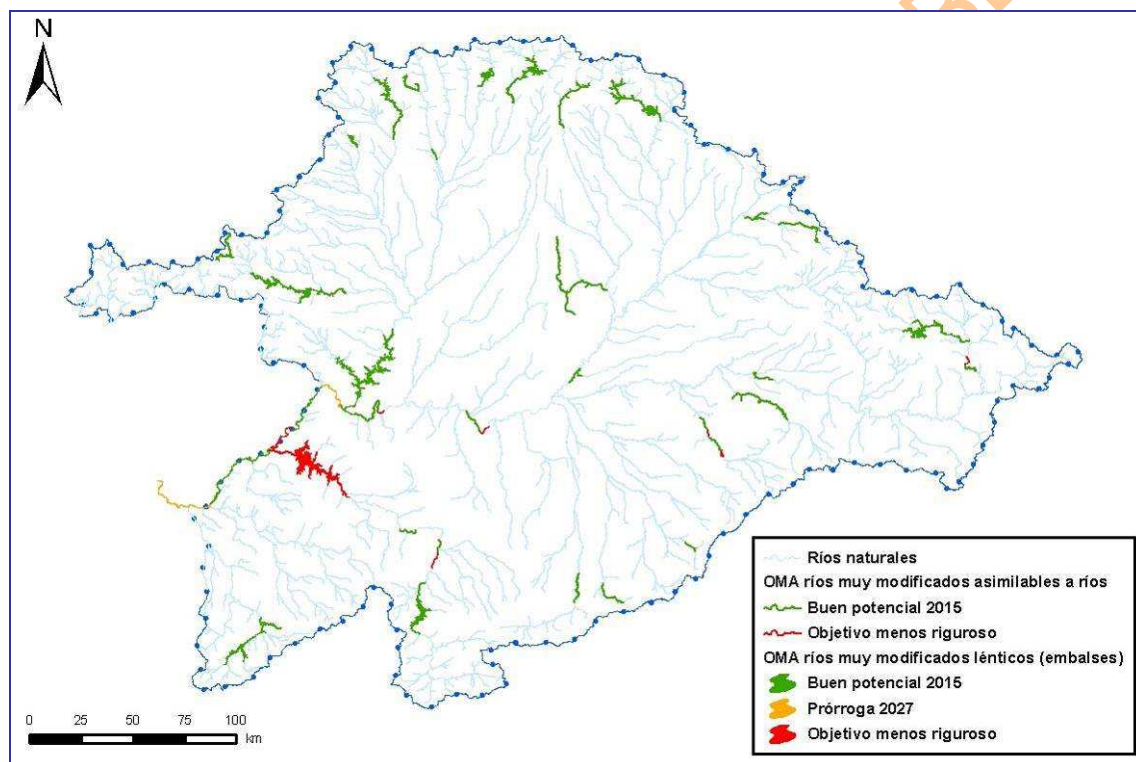 N
Ríos naturales
OMA ríos muy modificados asimilables a ríos
Buen potencial 2015
Objetivo menos riguroso
OMA ríos muy modificados lénticos (embalses)
Buen potencial 2015
Prórroga 2027
Objetivo menos riguroso
0 25 50 75 100
km